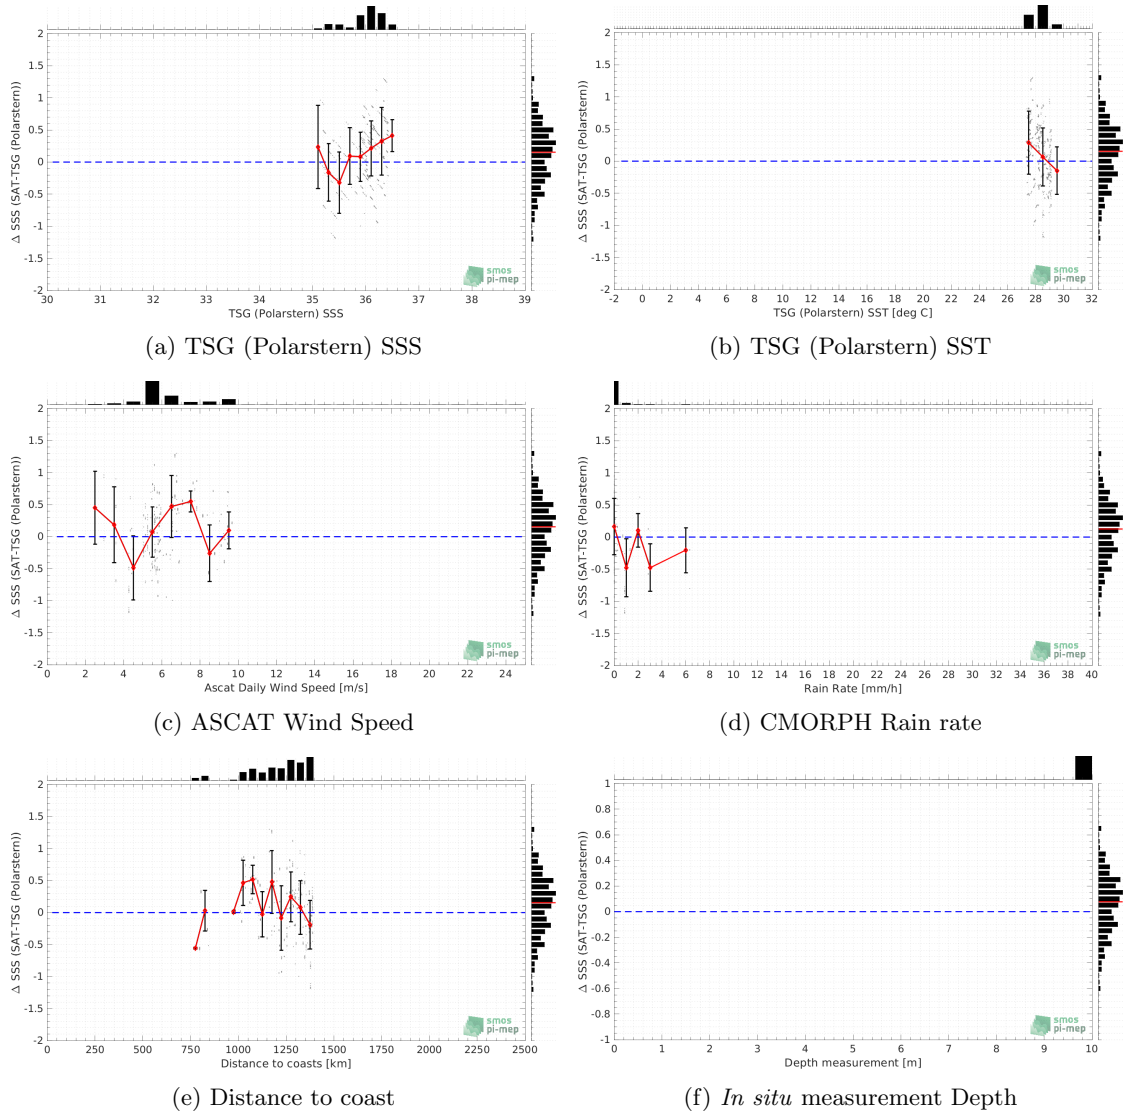 2
1.5
1
0.5
0
-0.5
-1
-1.5
-2
Δ SSS (SAT-TSG (Polarstern))
30 31 32 33 34 35 36 37 38 39
TSG (Polarstern) SSS
smos
pi-mep
(a) TSG (Polarstern) SSS
2
1.5
1
0.5
0
-0.5
-1
-1.5
-2
Δ SSS (SAT-TSG (Polarstern))
-2 0 2 4 6 8 10 12 14 16 18 20 22 24 26 28 30 32
TSG (Polarstern) SST [deg C]
smos
pi-mep
(b) TSG (Polarstern) SST
2
1.5
1
0.5
0
-0.5
-1
-1.5
-2
Δ SSS (SAT-TSG (Polarstern))
0 2 4 6 8 10 12 14 16 18 20 22 24
Ascat Daily Wind Speed [m/s]
smos
pi-mep
(c) ASCAT Wind Speed
2
1.5
1
0.5
0
-0.5
-1
-1.5
-2
Δ SSS (SAT-TSG (Polarstern))
0 2 4 6 8 10 12 14 16 18 20 22 24 26 28 30 32 34 36 38 40
Rain Rate [mm/h]
smos
pi-mep
(d) CMORPH Rain rate
2
1.5
1
0.5
0
-0.5
-1
-1.5
-2
Δ SSS (SAT-TSG (Polarstern))
0 250 500 750 1000 1250 1500 1750 2000 2250 2500
Distance to coasts [km]
smos
pi-mep
(e) Distance to coast
1
0.8
0.6
0.4
0.2
0
-0.2
-0.4
-0.6
-0.8
-1
Δ SSS (SAT-TSG (Polarstern))
0 1 2 3 4 5 6 7 8 9 10
Depth measurement [m]
smos
pi-mep
(f) In situ measurement Depth